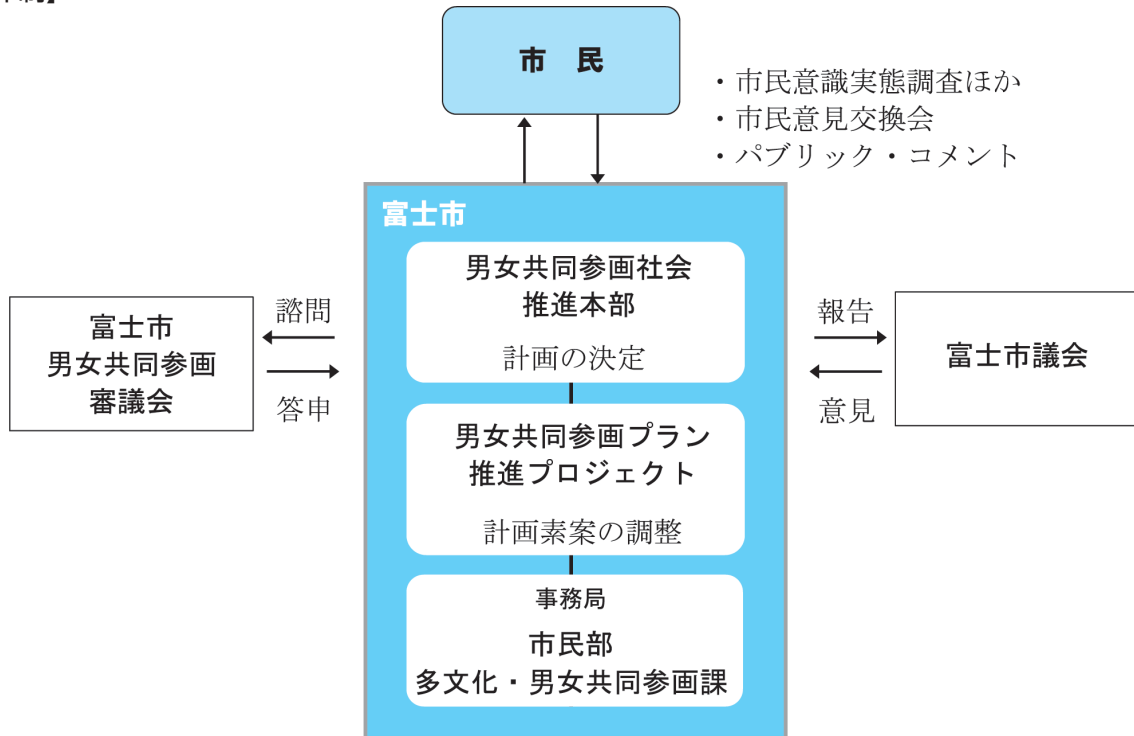 市 民
・市民意識実態調査ほか
・市民意見交換会
・パブリック・コメント
富士市
男女共同参画社会
推進本部
計画の決定
諮問
答申
富士市
男女共同参画
審議会
報告
意見
富士市議会
男女共同参画プラン
推進プロジェクト
計画素案の調整
事務局
市民部
多文化・男女共同参画課